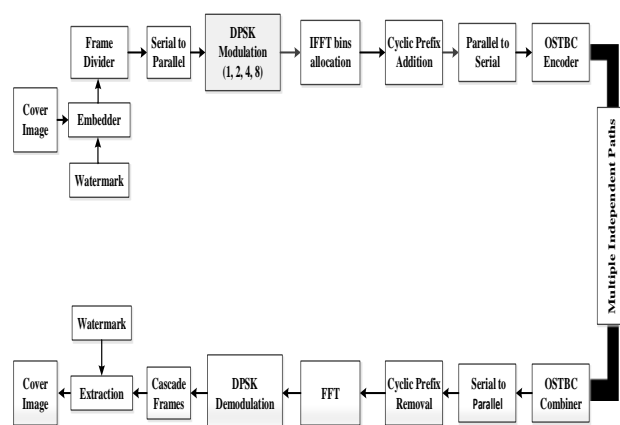 Cover
Image
Embedder
Watermark
Frame
Divider
Serial to
Parallel
DPSK
Modulation
(1, 2, 4, 8)
IFFT bins
allocation
Cyclic Prefix
Addition
Parallel to
Serial
OSTBC
Encoder
Multiple Independent Paths
OSTBC
Combiner
Serial to
Parallel
Cyclic Prefix
Removal
FFT
DPSK
Demodulation
Cascade
Frames
Extraction
Watermark
Cover
Image